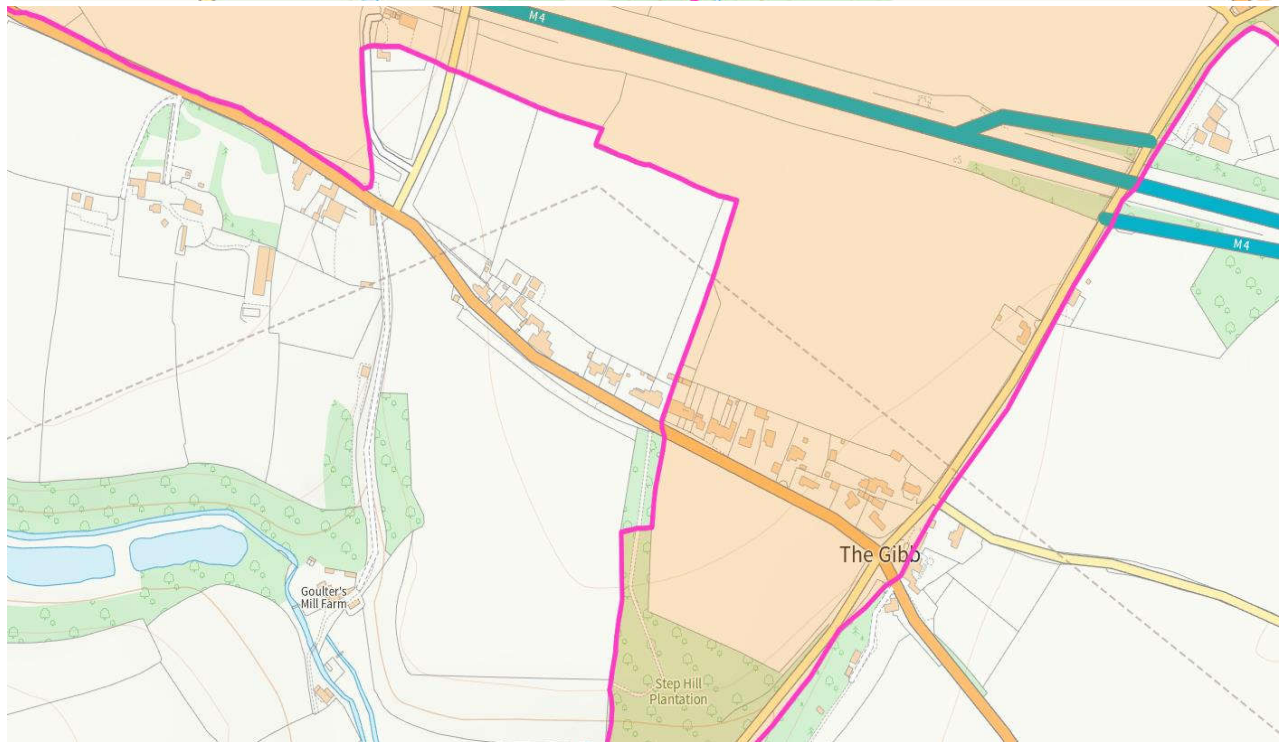 M4
M4
The Gibb
Goulter's
Mill Farm
Step Hill
Plantation